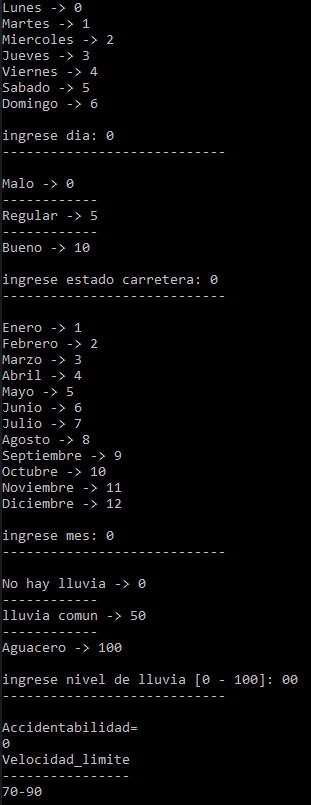 Lunes -> 0
Martes -> 1
Miercoles -> 2
Jueves -> 3
Viernes -> 4
Sabado -> 5
Domingo -> 6
ingrese dia: 0
----------------------------
Malo -> 0
------------
Regular -> 5
------------
Bueno -> 10
ingrese estado carretera: 0
----------------------------
Enero -> 1
Febrero -> 2
Marzo -> 3
Abril -> 4
Mayo -> 5
Junio -> 6
Julio -> 7
Agosto -> 8
Septiembre -> 9
Octubre -> 10
Noviembre -> 11
Diciembre -> 12
ingrese mes: 0
----------------------------
No hay lluvia -> 0
------------
lluvia comun -> 50
------------
Aguacero -> 100
ingrese nivel de lluvia [0 - 100]: 00
----------------------------
Accidentabilidad=
0
Velocidad_limite
----------------
70-90